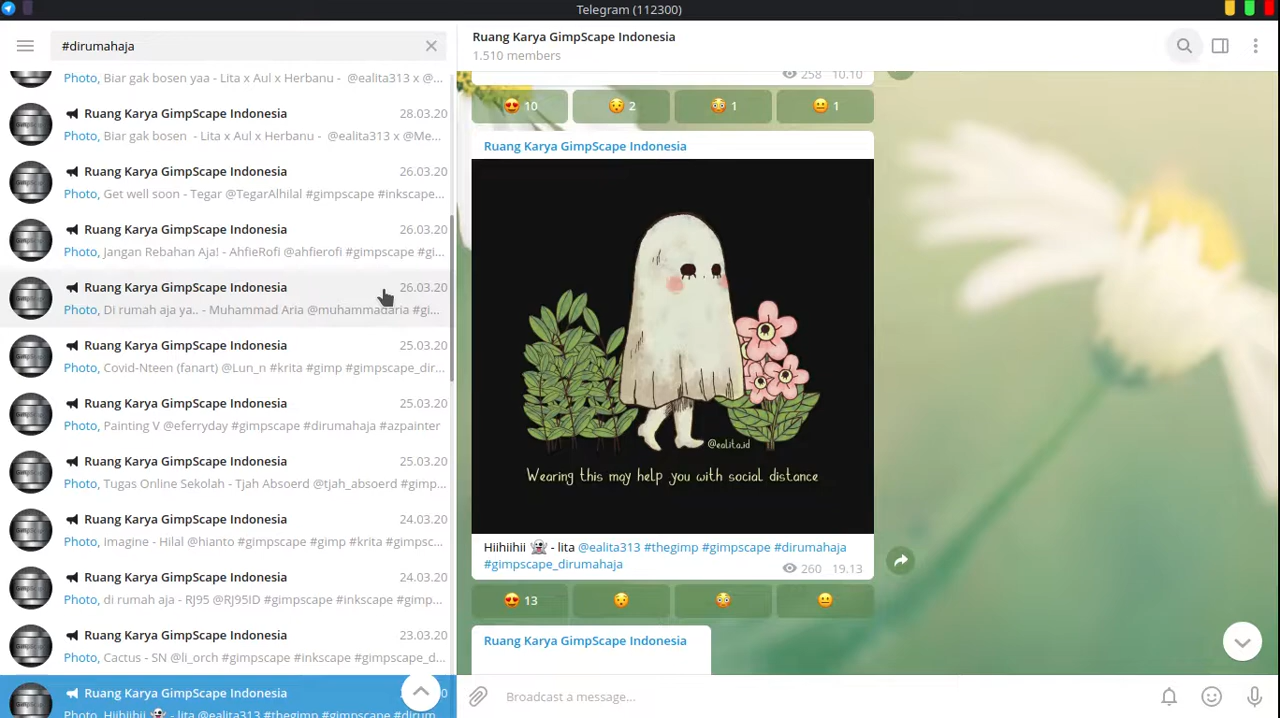 Telegram (112300)
#dirumahaja
Photo, Biar gak bosen yaa - Lita x Aul x Herbanu - @ealita313 x @...
Ruang Karya GimpScape Indonesia 28.03.20
Photo, Biar gak bosen - Lita x Aul x Herbanu - @ealita313 x @Me...
Ruang Karya GimpScape Indonesia 26.03.20
Photo, Get well soon - Tegar @TegarAlhilal #gimpscape #inkscape...
Ruang Karya GimpScape Indonesia 26.03.20
Photo, Jangan Rebahan Aja! - AhfieRofi @ahfierofi #gimpscape #gi...
Ruang Karya GimpScape Indonesia 26.03.20
Photo, Di rumah aja ya.. - Muhammad Aria @muhammadaria #gi...
Ruang Karya GimpScape Indonesia 25.03.20
Photo, Covid-Nteen (fanart) @Lun_n #krita #gimp #gimpscape_dir...
Ruang Karya GimpScape Indonesia 25.03.20
Photo, Painting V @eferryday #gimpscape #dirumahaja #azpainter
Ruang Karya GimpScape Indonesia 25.03.20
Photo, Tugas Online Sekolah - Tjah Absoerd @tjah_absoerd #gimp...
Ruang Karya GimpScape Indonesia 24.03.20
Photo, Imagine - Hilal @hianto #gimpscape #gimp #krita #gimpsc...
Ruang Karya GimpScape Indonesia 24.03.20
Photo, di rumah aja - RJ95 @RJ95ID #gimpscape #inkscape #gimp...
Ruang Karya GimpScape Indonesia 23.03.20
Photo, Cactus - SN @li_orch #gimpscape #inkscape #gimpscape_d...
Ruang Karya GimpScape Indonesia
Photo, Hiihiihii 👻 - lita @ealita313 #thegimp #gimpscape #dirum...
Ruang Karya GimpScape Indonesia
1.510 members
258 10.10
😍 10 😴 2 😳 1 😐 1
Ruang Karya GimpScape Indonesia
@ealita.id
Wearing this may help you with social distance
Hiihiihii 👻 - lita @ealita313 #thegimp #gimpscape #dirumahaja
#gimpscape_dirumahaja
260 19.13
😍 13 😴 😳 😐
Ruang Karya GimpScape Indonesia
Broadcast a message...